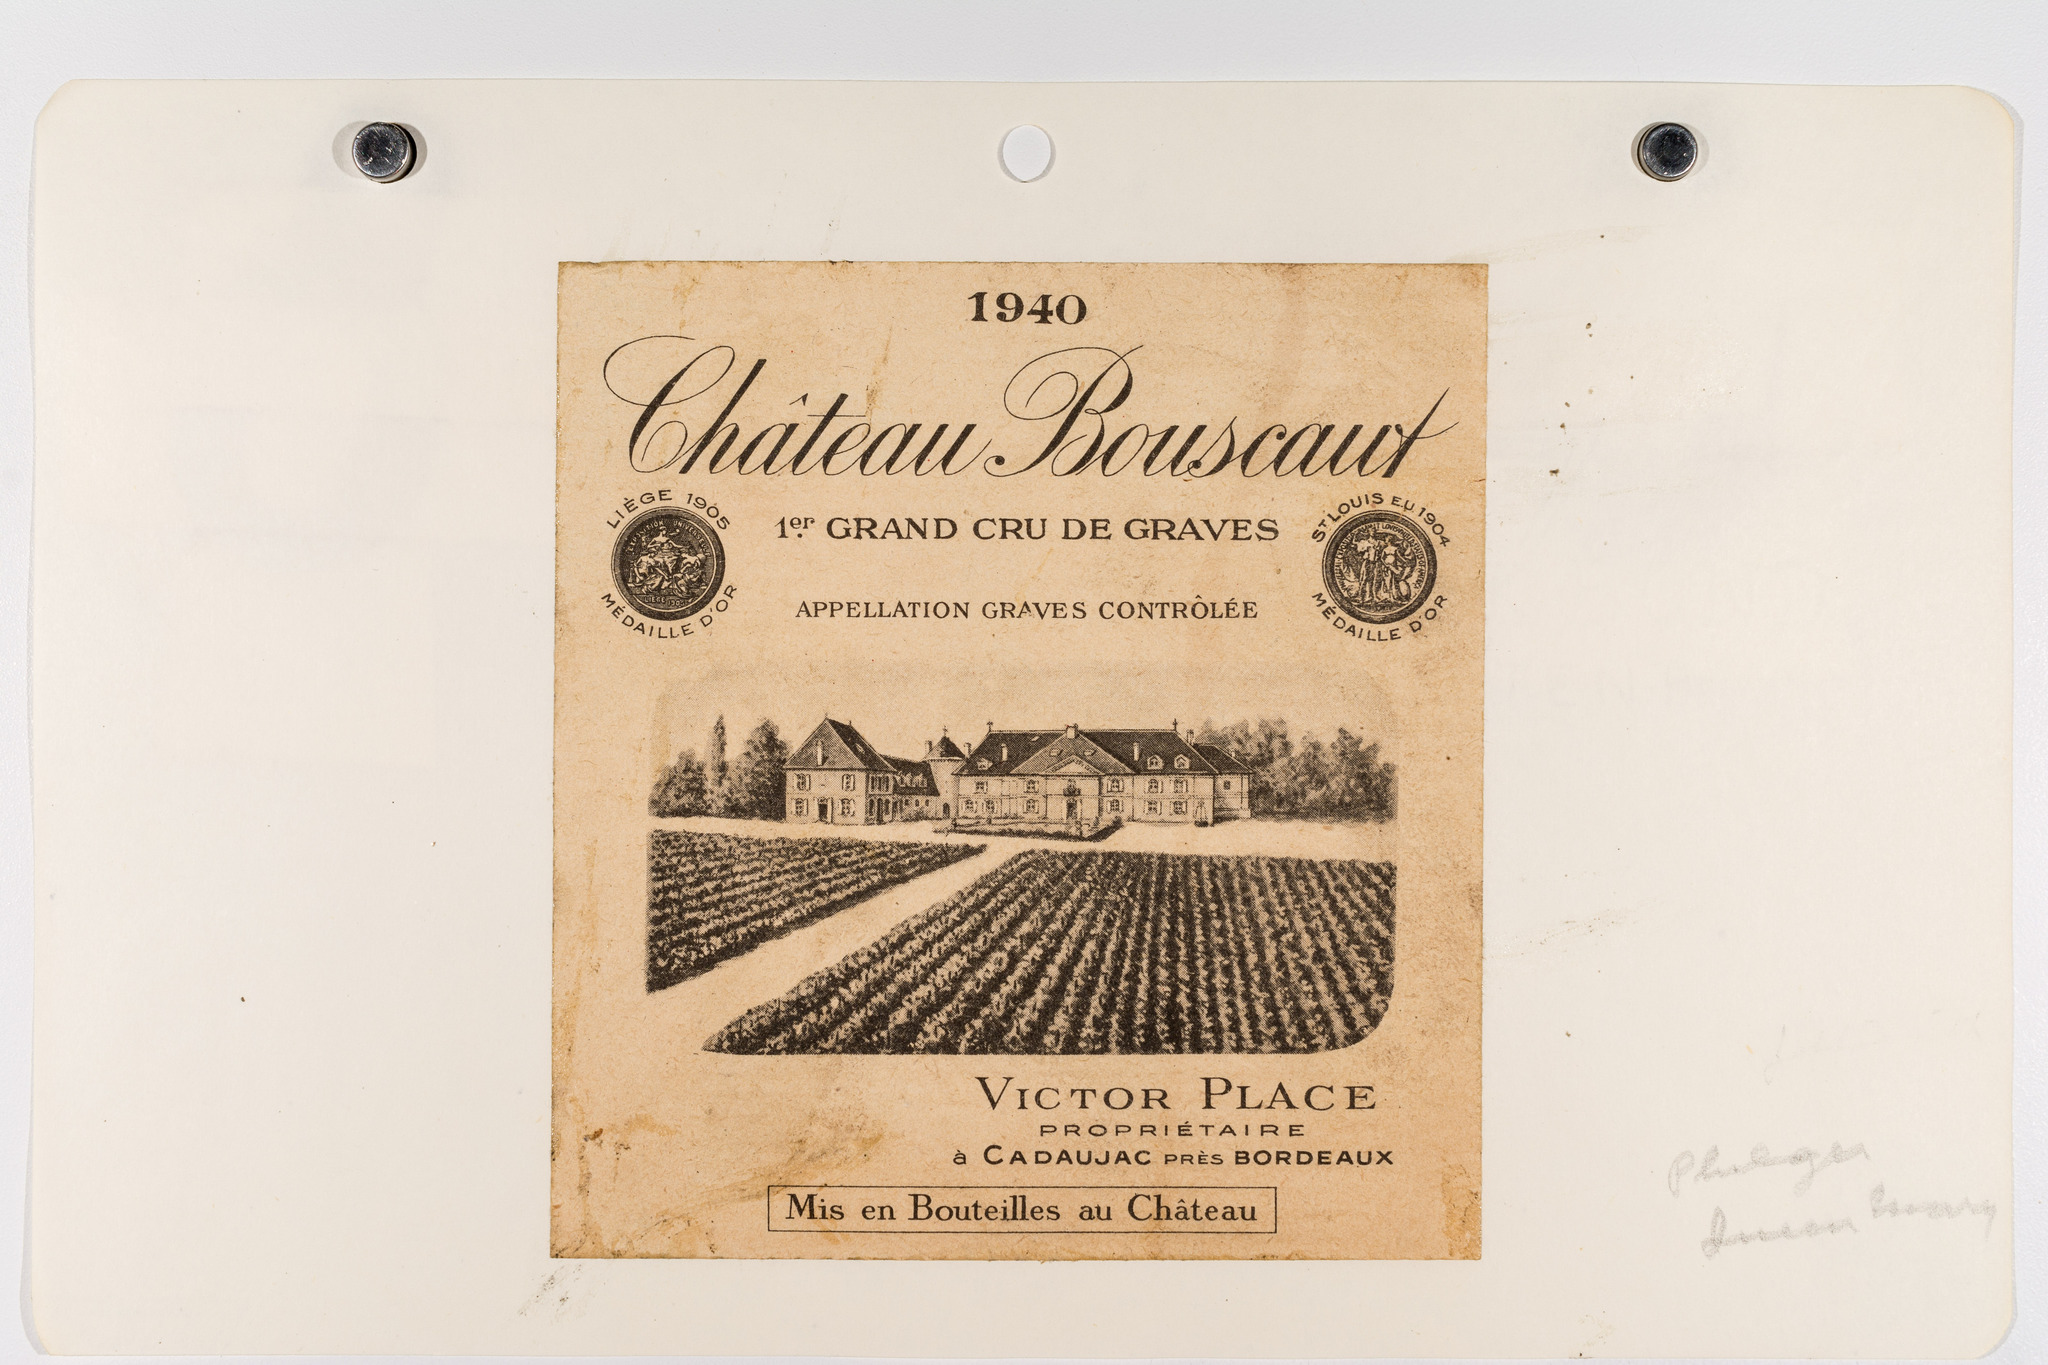 1940
Château Bouscaut
LIÈGE 1905
MÉDAILLE D'OR
1er GRAND CRU DE GRAVES
ST LOUIS E.U. 1904
MÉDAILLE D'OR
APPELLATION GRAVES CONTRÔLÉE
VICTOR PLACE
PROPRIÉTAIRE
à CADAUJAC PRÈS BORDEAUX
Mis en Bouteilles au Château